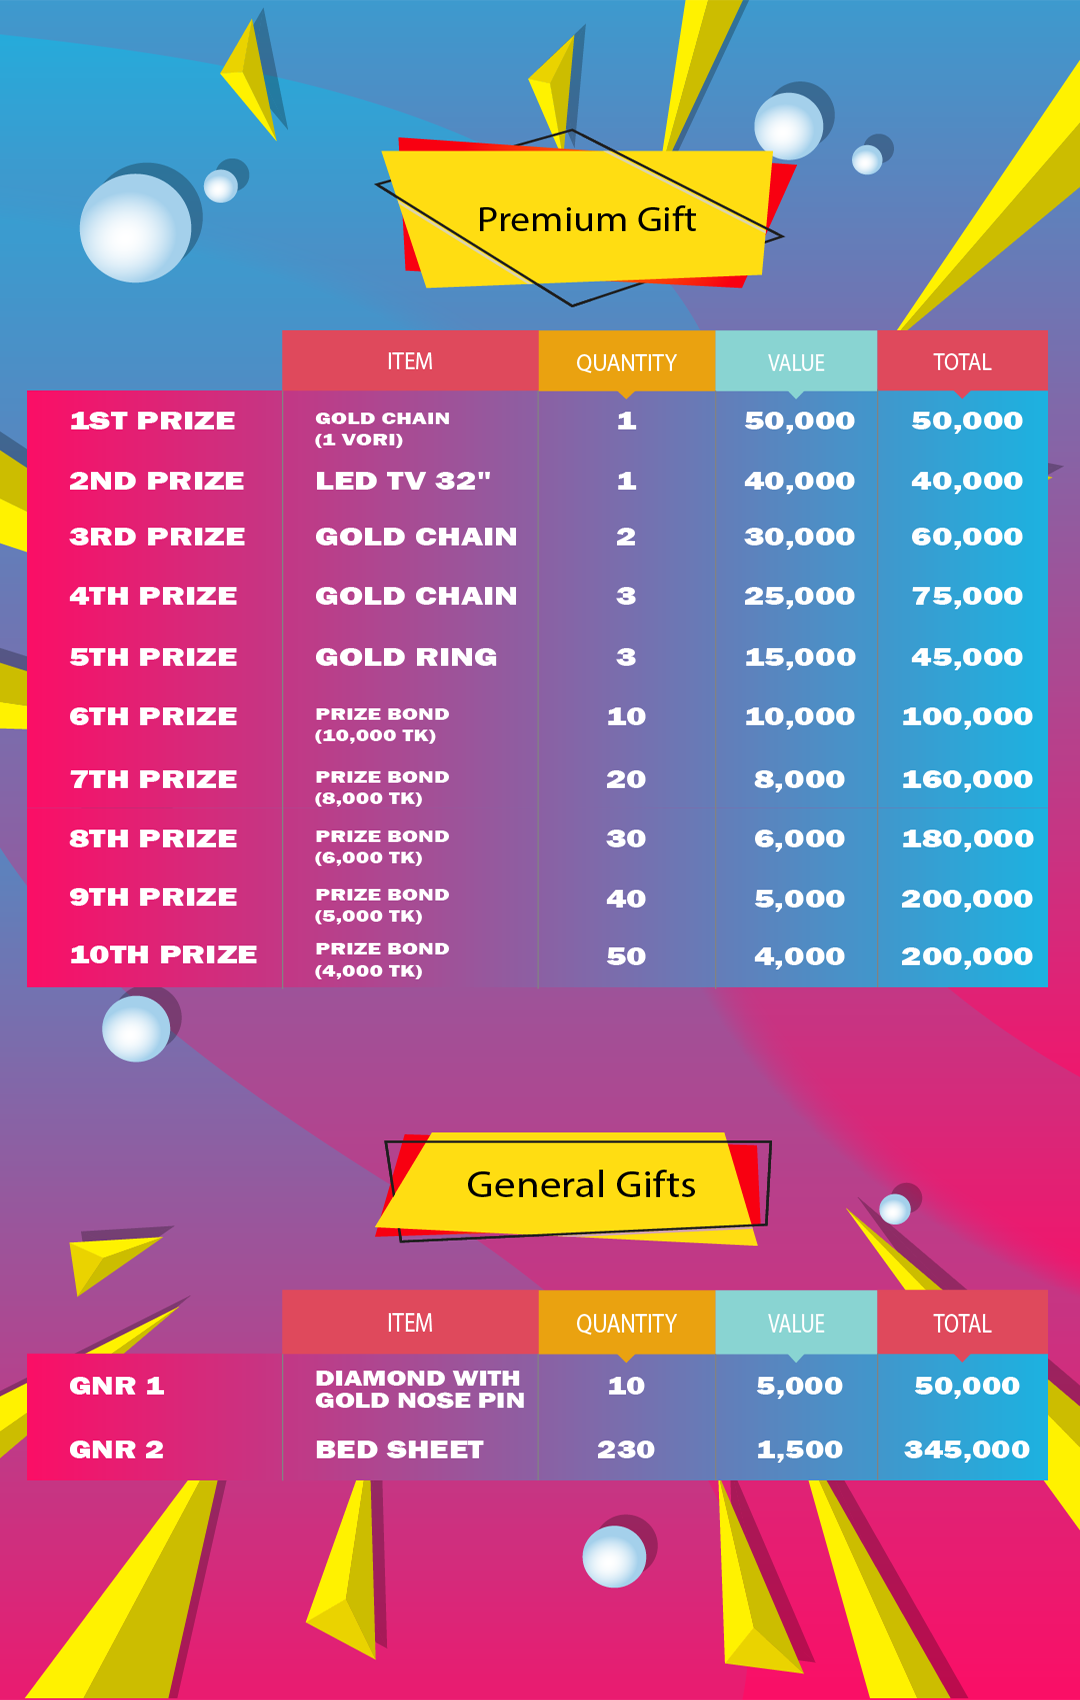 Premium Gift
ITEM QUANTITY VALUE TOTAL
1ST PRIZE GOLD CHAIN (1 VORI) 1 50,000 50,000
2ND PRIZE LED TV 32" 1 40,000 40,000
3RD PRIZE GOLD CHAIN 2 30,000 60,000
4TH PRIZE GOLD CHAIN 3 25,000 75,000
5TH PRIZE GOLD RING 3 15,000 45,000
6TH PRIZE PRIZE BOND (10,000 TK) 10 10,000 100,000
7TH PRIZE PRIZE BOND (8,000 TK) 20 8,000 160,000
8TH PRIZE PRIZE BOND (6,000 TK) 30 6,000 180,000
9TH PRIZE PRIZE BOND (5,000 TK) 40 5,000 200,000
10TH PRIZE PRIZE BOND (4,000 TK) 50 4,000 200,000
General Gifts
ITEM QUANTITY VALUE TOTAL
GNR 1 DIAMOND WITH GOLD NOSE PIN 10 5,000 50,000
GNR 2 BED SHEET 230 1,500 345,000